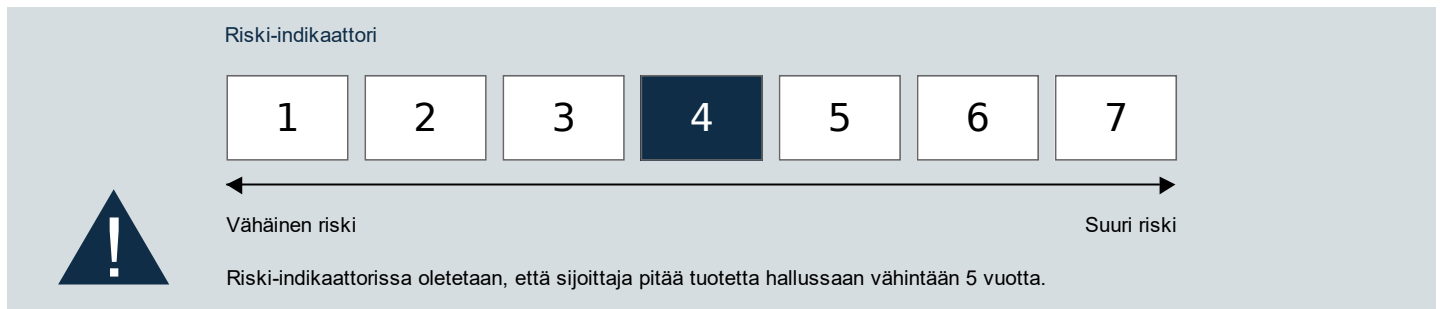 Riski-indikaattori
1 2 3 4 5 6 7
Vähäinen riski Suuri riski
!
Riski-indikaattorissa oletetaan, että sijoittaja pitää tuotetta hallussaan vähintään 5 vuotta.